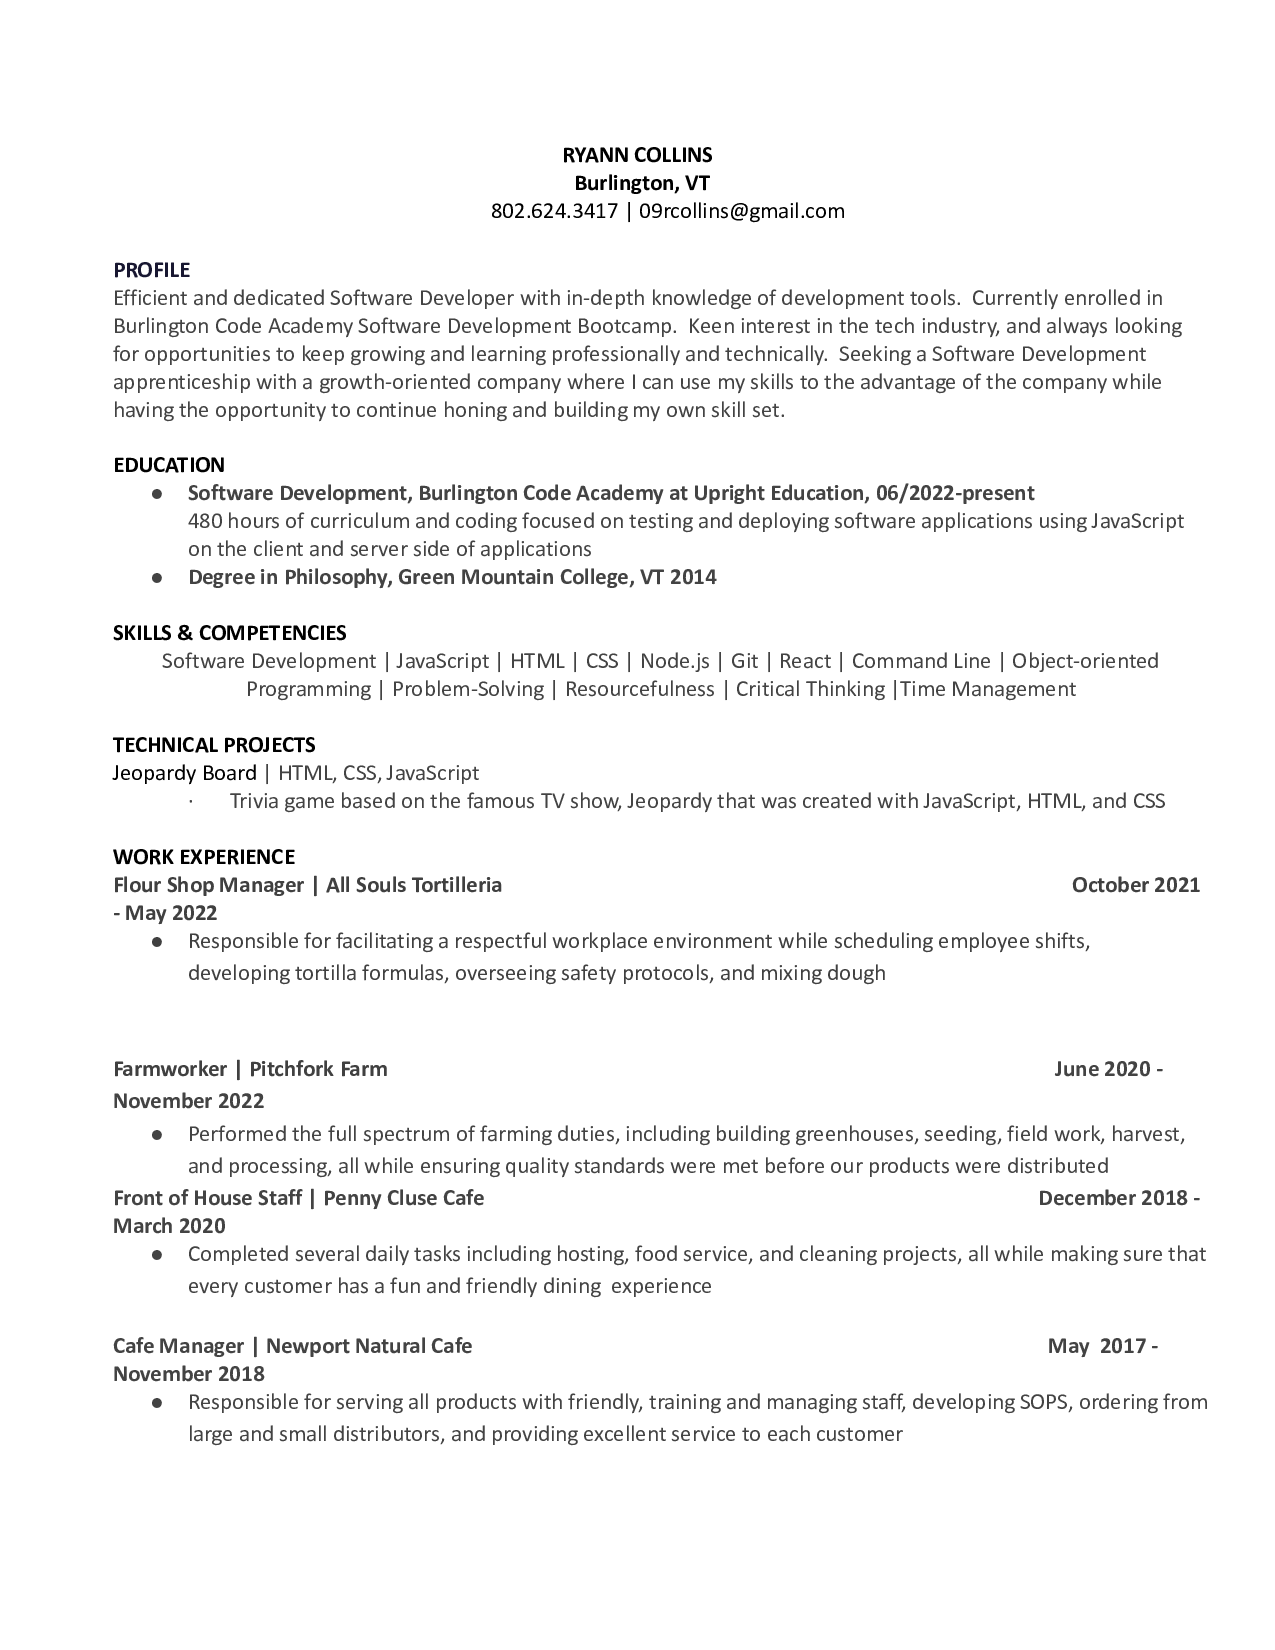 RYANN COLLINS
Burlington, VT
802.624.3417 | 09rcollins@gmail.com
PROFILE
Efficient and dedicated Software Developer with in-depth knowledge of development tools.  Currently enrolled in
Burlington Code Academy Software Development Bootcamp.  Keen interest in the tech industry, and always looking
for opportunities to keep growing and learning professionally and technically.  Seeking a Software Development
apprenticeship with a growth-oriented company where I can use my skills to the advantage of the company while
having the opportunity to continue honing and building my own skill set.
EDUCATION
● Software Development, Burlington Code Academy at Upright Education, 06/2022-present
480 hours of curriculum and coding focused on testing and deploying software applications using JavaScript
on the client and server side of applications
● Degree in Philosophy, Green Mountain College, VT 2014
SKILLS & COMPETENCIES
Software Development | JavaScript | HTML | CSS | Node.js | Git | React | Command Line | Object-oriented
Programming | Problem-Solving | Resourcefulness | Critical Thinking |Time Management
TECHNICAL PROJECTS
Jeopardy Board | HTML, CSS, JavaScript
· Trivia game based on the famous TV show, Jeopardy that was created with JavaScript, HTML, and CSS
WORK EXPERIENCE
Flour Shop Manager | All Souls Tortilleria October 2021
- May 2022
● Responsible for facilitating a respectful workplace environment while scheduling employee shifts,
developing tortilla formulas, overseeing safety protocols, and mixing dough
Farmworker | Pitchfork Farm June 2020 -
November 2022
● Performed the full spectrum of farming duties, including building greenhouses, seeding, field work, harvest,
and processing, all while ensuring quality standards were met before our products were distributed
Front of House Staff | Penny Cluse Cafe December 2018 -
March 2020
● Completed several daily tasks including hosting, food service, and cleaning projects, all while making sure that
every customer has a fun and friendly dining  experience
Cafe Manager | Newport Natural Cafe May  2017 -
November 2018
● Responsible for serving all products with friendly, training and managing staff, developing SOPS, ordering from
large and small distributors, and providing excellent service to each customer